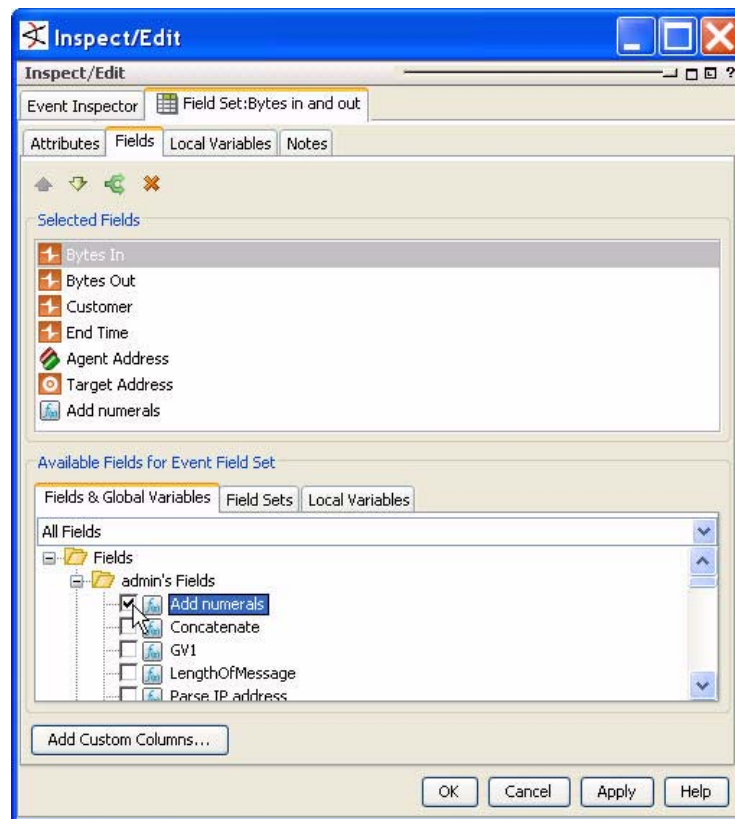 Inspect/Edit
Inspect/Edit
?
Event Inspector
Field Set:Bytes in and out
Attributes
Fields
Local Variables
Notes
Selected Fields
Bytes In
Bytes Out
Customer
End Time
Agent Address
Target Address
Add numerals
Available Fields for Event Field Set
Fields & Global Variables
Field Sets
Local Variables
All Fields
Fields
admin's Fields
Add numerals
Concatenate
GV1
LengthOfMessage
Parse IP address
Add Custom Columns...
OK
Cancel
Apply
Help